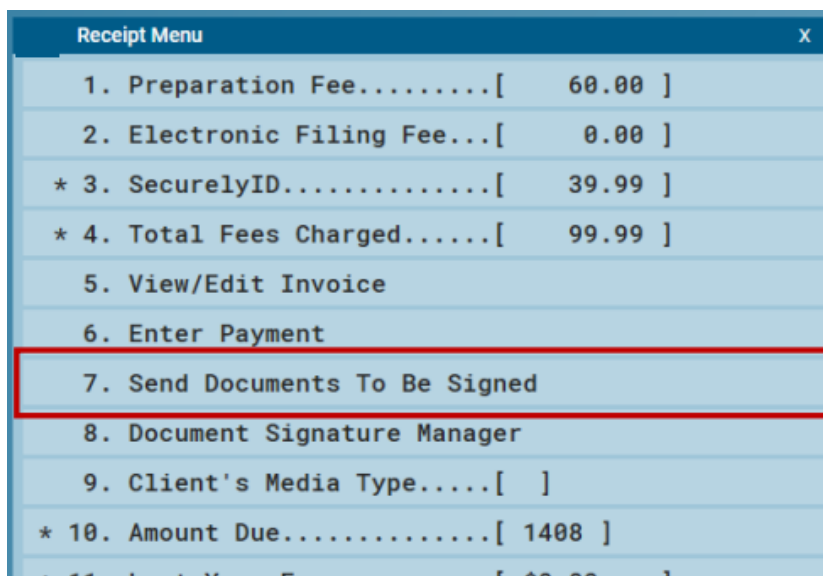 Receipt Menu X
1. Preparation Fee.........[ 60.00 ]
2. Electronic Filing Fee...[ 0.00 ]
* 3. SecurelyID..............[ 39.99 ]
* 4. Total Fees Charged......[ 99.99 ]
5. View/Edit Invoice
6. Enter Payment
7. Send Documents To Be Signed
8. Document Signature Manager
9. Client's Media Type.....[ ]
* 10. Amount Due..............[ 1408 ]